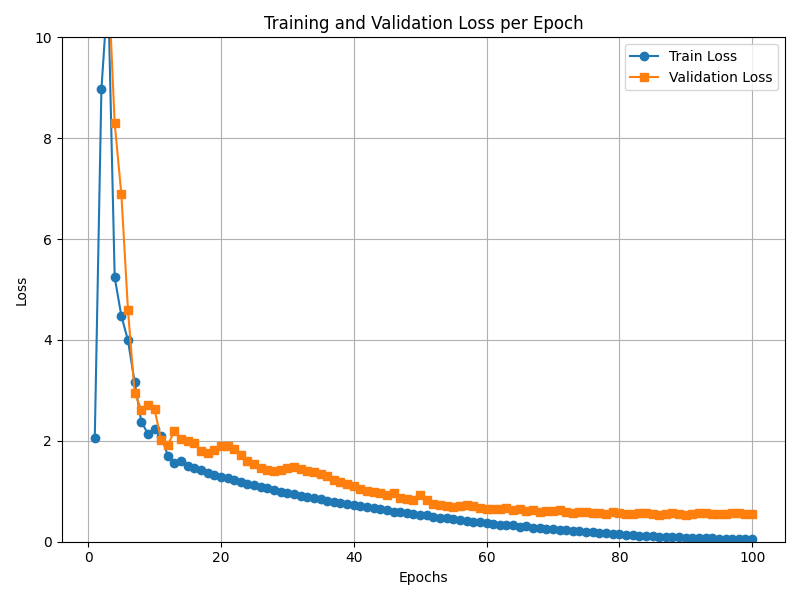 Training and Validation Loss per Epoch
Train Loss
Validation Loss
10
8
6
4
2
0
Loss
0 20 40 60 80 100
Epochs